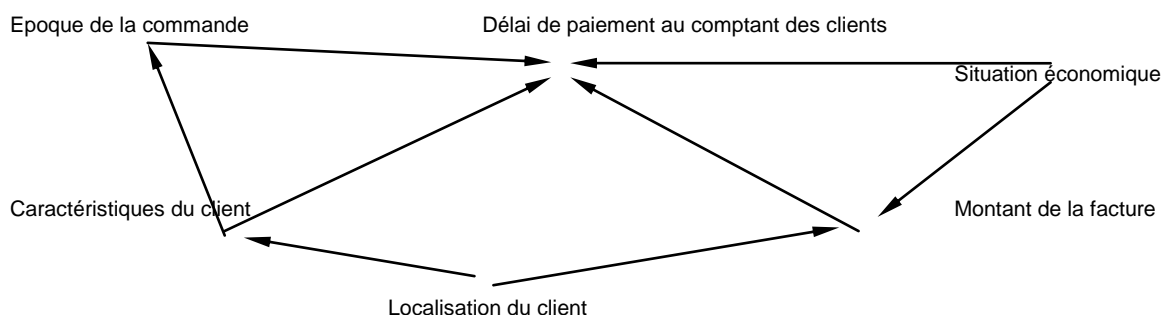 Epoque de la commande
Délai de paiement au comptant des clients
Situation économique
Caractéristiques du client
Montant de la facture
Localisation du client